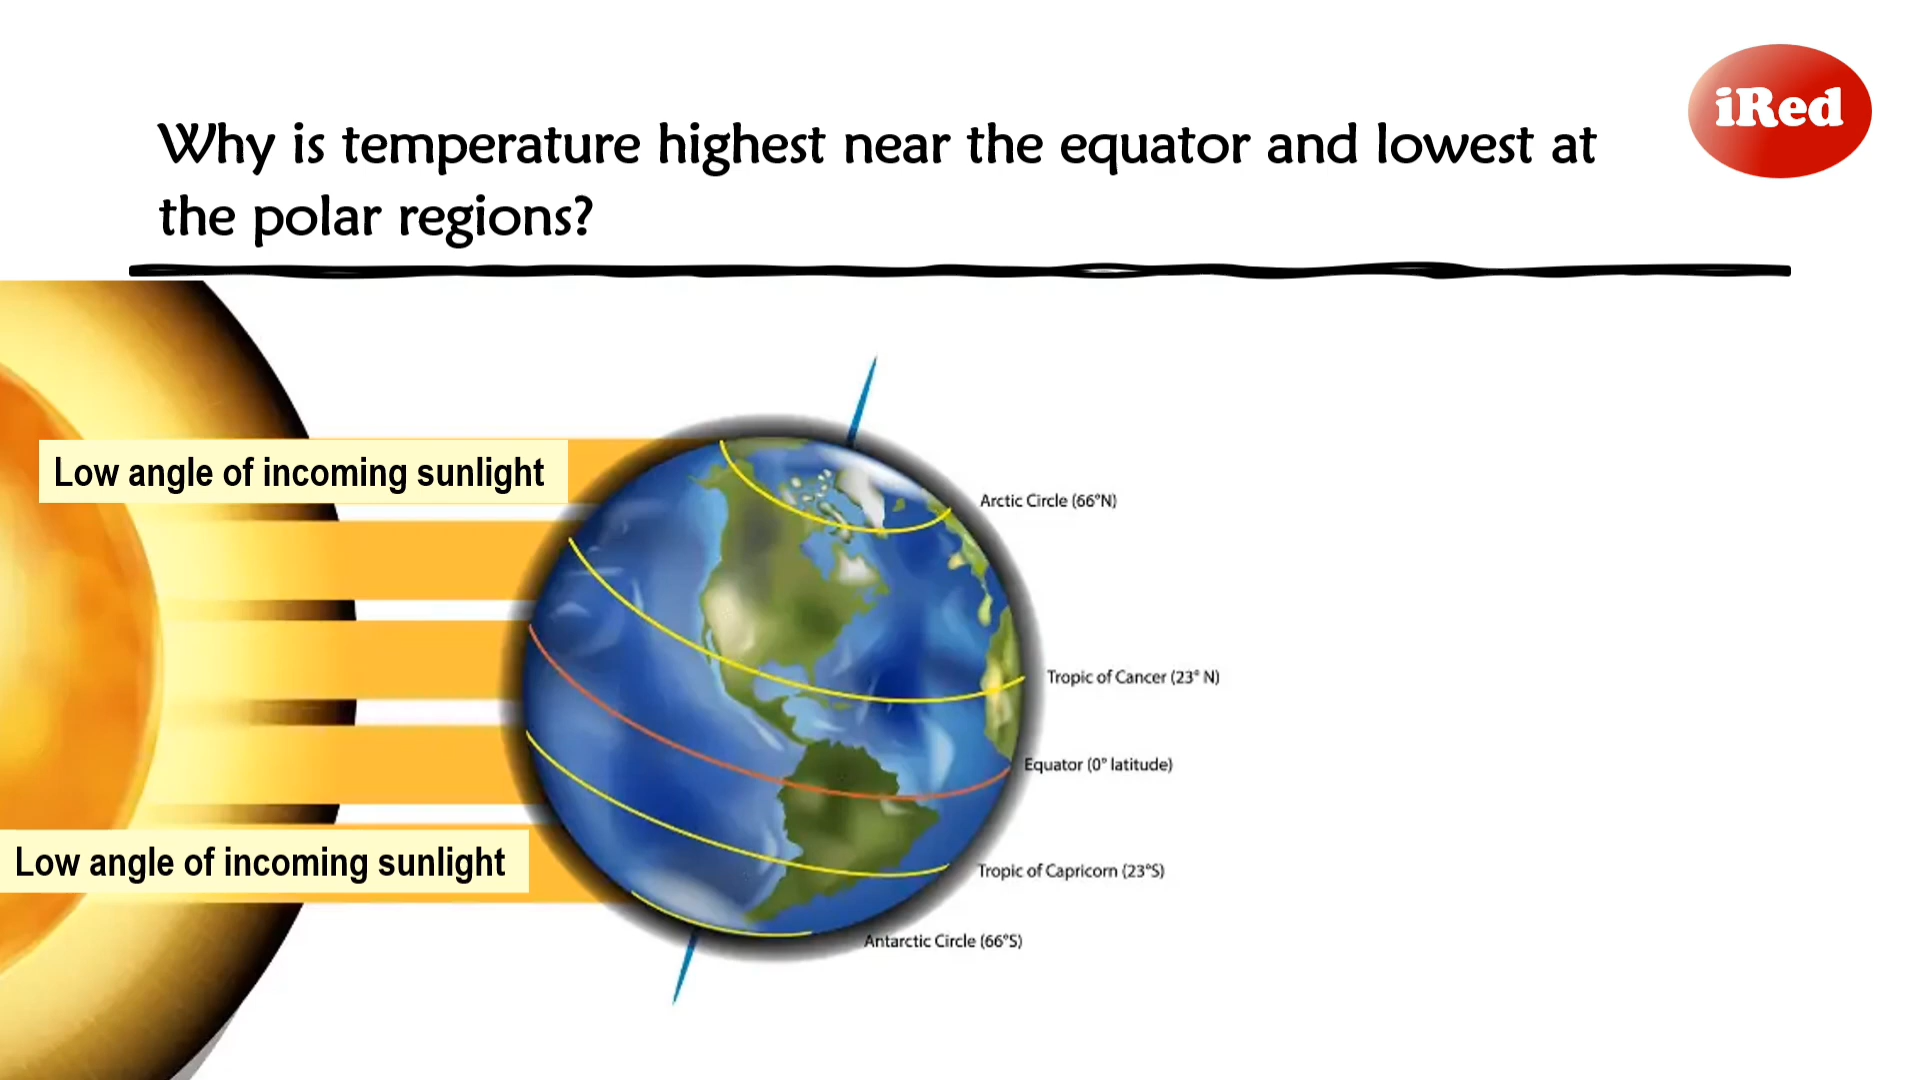 iRed
Why is temperature highest near the equator and lowest at
the polar regions?
Low angle of incoming sunlight
Arctic Circle (66°N)
Tropic of Cancer (23° N)
Equator (0° latitude)
Low angle of incoming sunlight
Tropic of Capricorn (23°S)
Antarctic Circle (66°S)